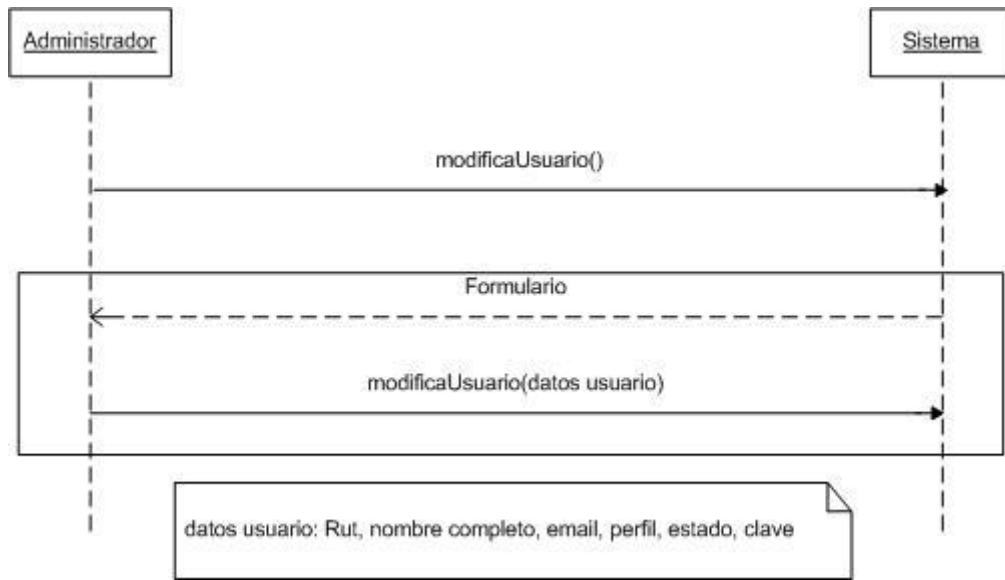 Administrador
Sistema
modificaUsuario()
Formulario
modificaUsuario(datos usuario)
datos usuario: Rut, nombre completo, email, perfil, estado, clave